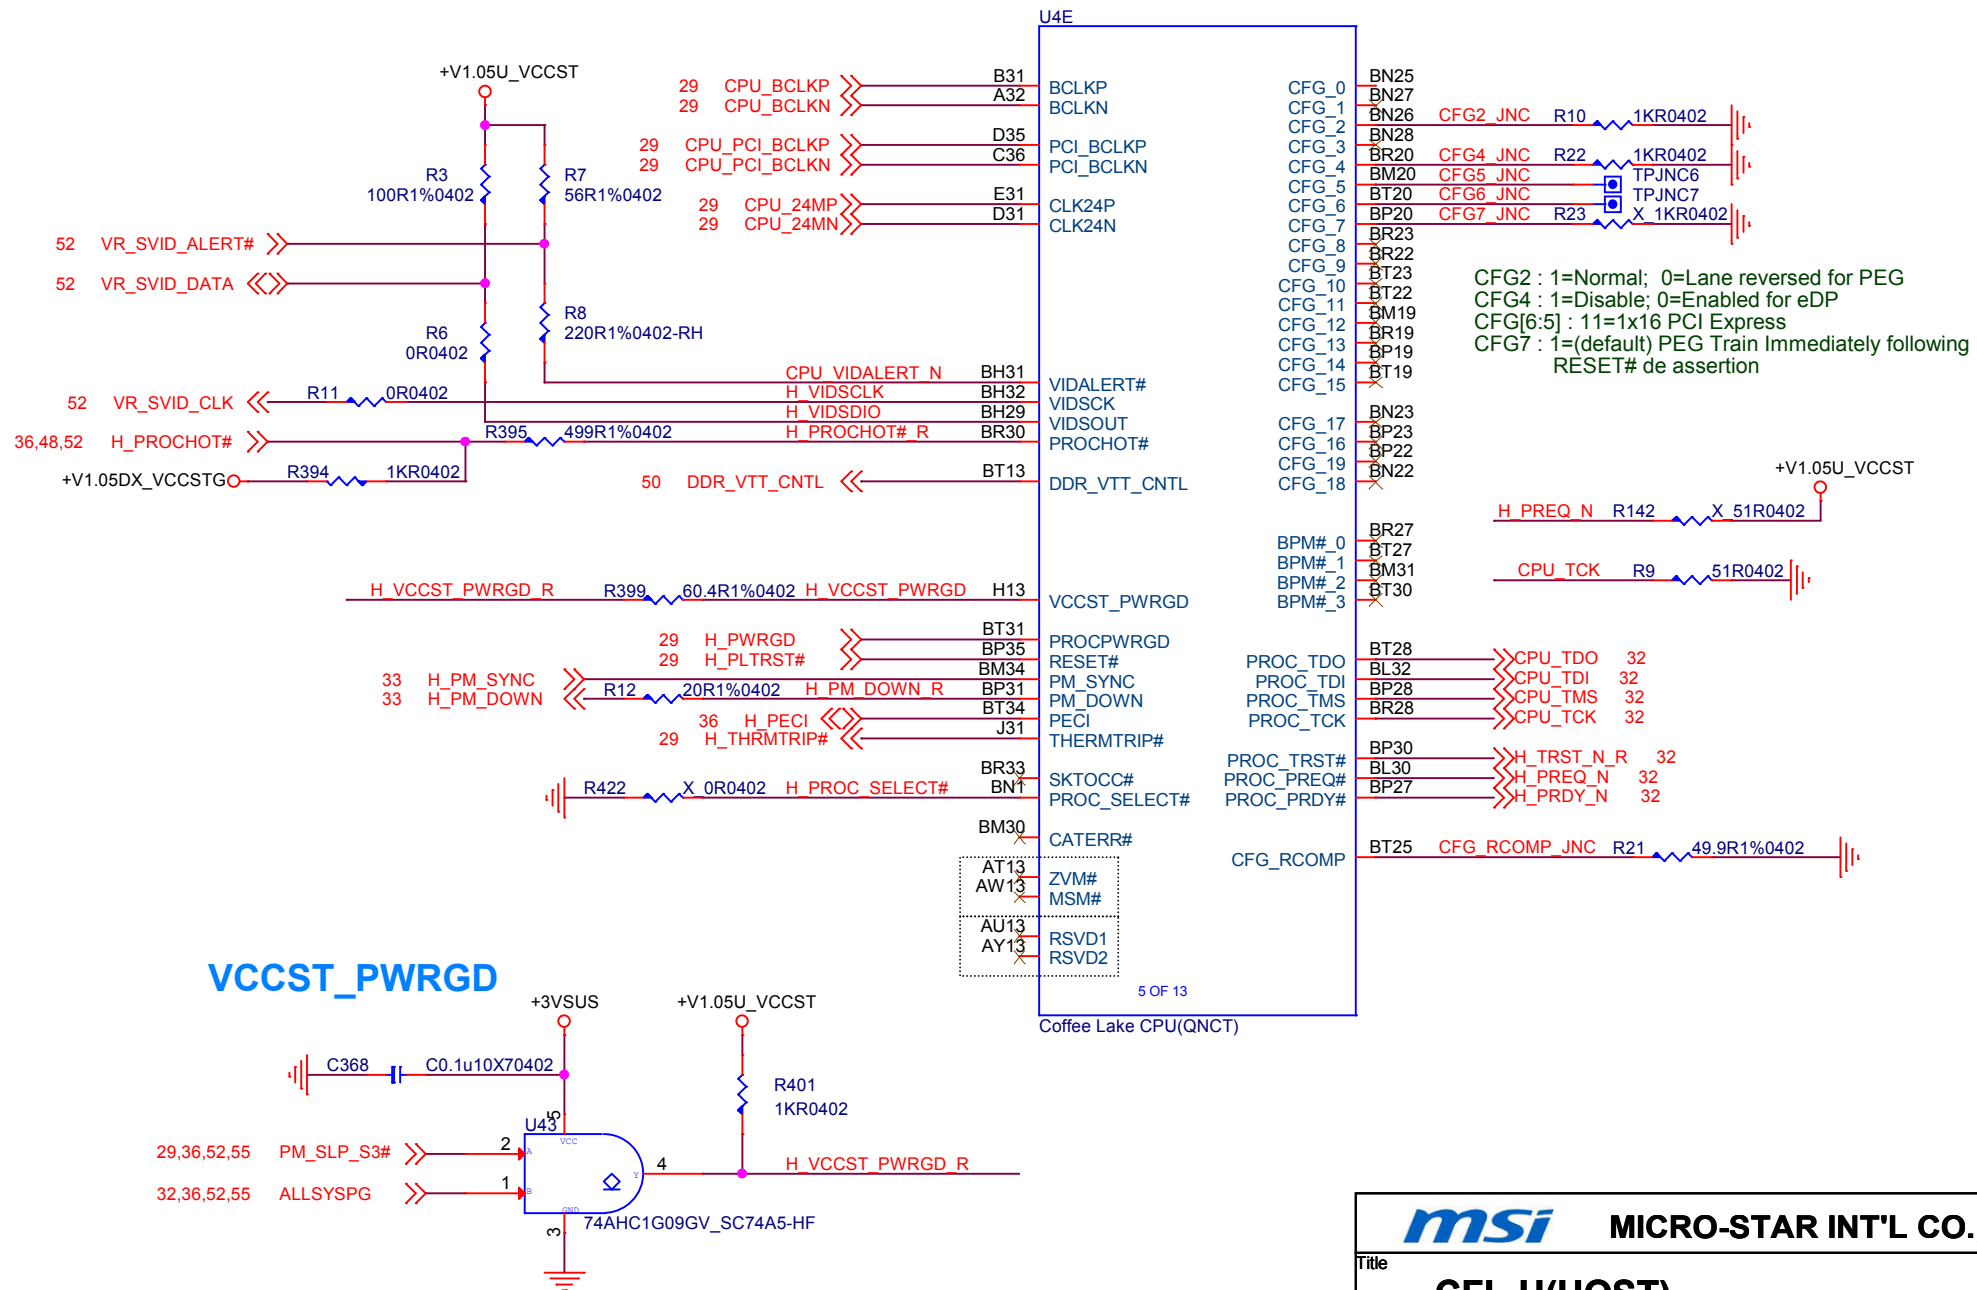 U4E
+V1.05U_VCCST
R3
100R1%0402
R7
56R1%0402
52 VR_SVID_ALERT#
52 VR_SVID_DATA
R6
0R0402
R8
220R1%0402-RH
52 VR_SVID_CLK R11 0R0402
36,48,52 H_PROCHOT# R395 499R1%0402
+V1.05DX_VCCSTG R394 1KR0402
29 CPU_BCLKP B31 BCLKP
29 CPU_BCLKN A32 BCLKN
29 CPU_PCI_BCLKP D35 PCI_BCLKP
29 CPU_PCI_BCLKN C36 PCI_BCLKN
29 CPU_24MP E31 CLK24P
29 CPU_24MN D31 CLK24N
CPU_VIDALERT_N BH31 VIDALERT#
H_VIDSCLK BH32 VIDSCK
H_VIDSDIO BH29 VIDSOUT
H_PROCHOT#_R BR30 PROCHOT#
50 DDR_VTT_CNTL BT13 DDR_VTT_CNTL
H_VCCST_PWRGD_R R399 60.4R1%0402 H_VCCST_PWRGD H13 VCCST_PWRGD
29 H_PWRGD BT31 PROCPWRGD
29 H_PLTRST# BP35 RESET#
33 H_PM_SYNC BM34 PM_SYNC
33 H_PM_DOWN R12 20R1%0402 H_PM_DOWN_R BP31 PM_DOWN
36 H_PECI BT34 PECI
29 H_THRMTRIP# J31 THERMTRIP#
BR33 SKTOCC#
R422 X_0R0402 H_PROC_SELECT# BN1 PROC_SELECT#
BM30 CATERR#
AT13 ZVM#
AW13 MSM#
AU13 RSVD1
AY13 RSVD2
5 OF 13
Coffee Lake CPU(QNCT)
CFG_0 BN25
CFG_1 BN27
CFG_2 BN26 CFG2_JNC R10 1KR0402
CFG_3 BN28
CFG_4 BR20 CFG4_JNC R22 1KR0402
CFG_5 BM20 CFG5_JNC TPJNC6
CFG_6 BT20 CFG6_JNC TPJNC7
CFG_7 BP20 CFG7_JNC R23 X_1KR0402
CFG_8 BR23
CFG_9 BR22
CFG_10 BT23
CFG_11 BT22
CFG_12 BM19
CFG_13 BR19
CFG_14 BP19
CFG_15 BT19
CFG_17 BN23
CFG_16 BP23
CFG_19 BP22
CFG_18 BN22
CFG2 : 1=Normal; 0=Lane reversed for PEG
CFG4 : 1=Disable; 0=Enabled for eDP
CFG[6:5] : 11=1x16 PCI Express
CFG7 : 1=(default) PEG Train Immediately following
RESET# de assertion
+V1.05U_VCCST
H_PREQ_N R142 X_51R0402
CPU_TCK R9 51R0402
BPM#_0 BR27
BPM#_1 BT27
BPM#_2 BM31
BPM#_3 BT30
PROC_TDO BT28 CPU_TDO 32
PROC_TDI BL32 CPU_TDI 32
PROC_TMS BP28 CPU_TMS 32
PROC_TCK BR28 CPU_TCK 32
PROC_TRST# BP30 H_TRST_N_R 32
PROC_PREQ# BL30 H_PREQ_N 32
PROC_PRDY# BP27 H_PRDY_N 32
CFG_RCOMP BT25 CFG_RCOMP_JNC R21 49.9R1%0402
VCCST_PWRGD
+3VSUS
+V1.05U_VCCST
C368 C0.1u10X70402
R401
1KR0402
U43
5
VCC
29,36,52,55 PM_SLP_S3# 2 A
32,36,52,55 ALLSYSPG 1 B
Y 4 H_VCCST_PWRGD_R
GND
3
74AHC1G09GV_SC74A5-HF
msi MICRO-STAR INT'L CO.
Title
CFL H(HOST)